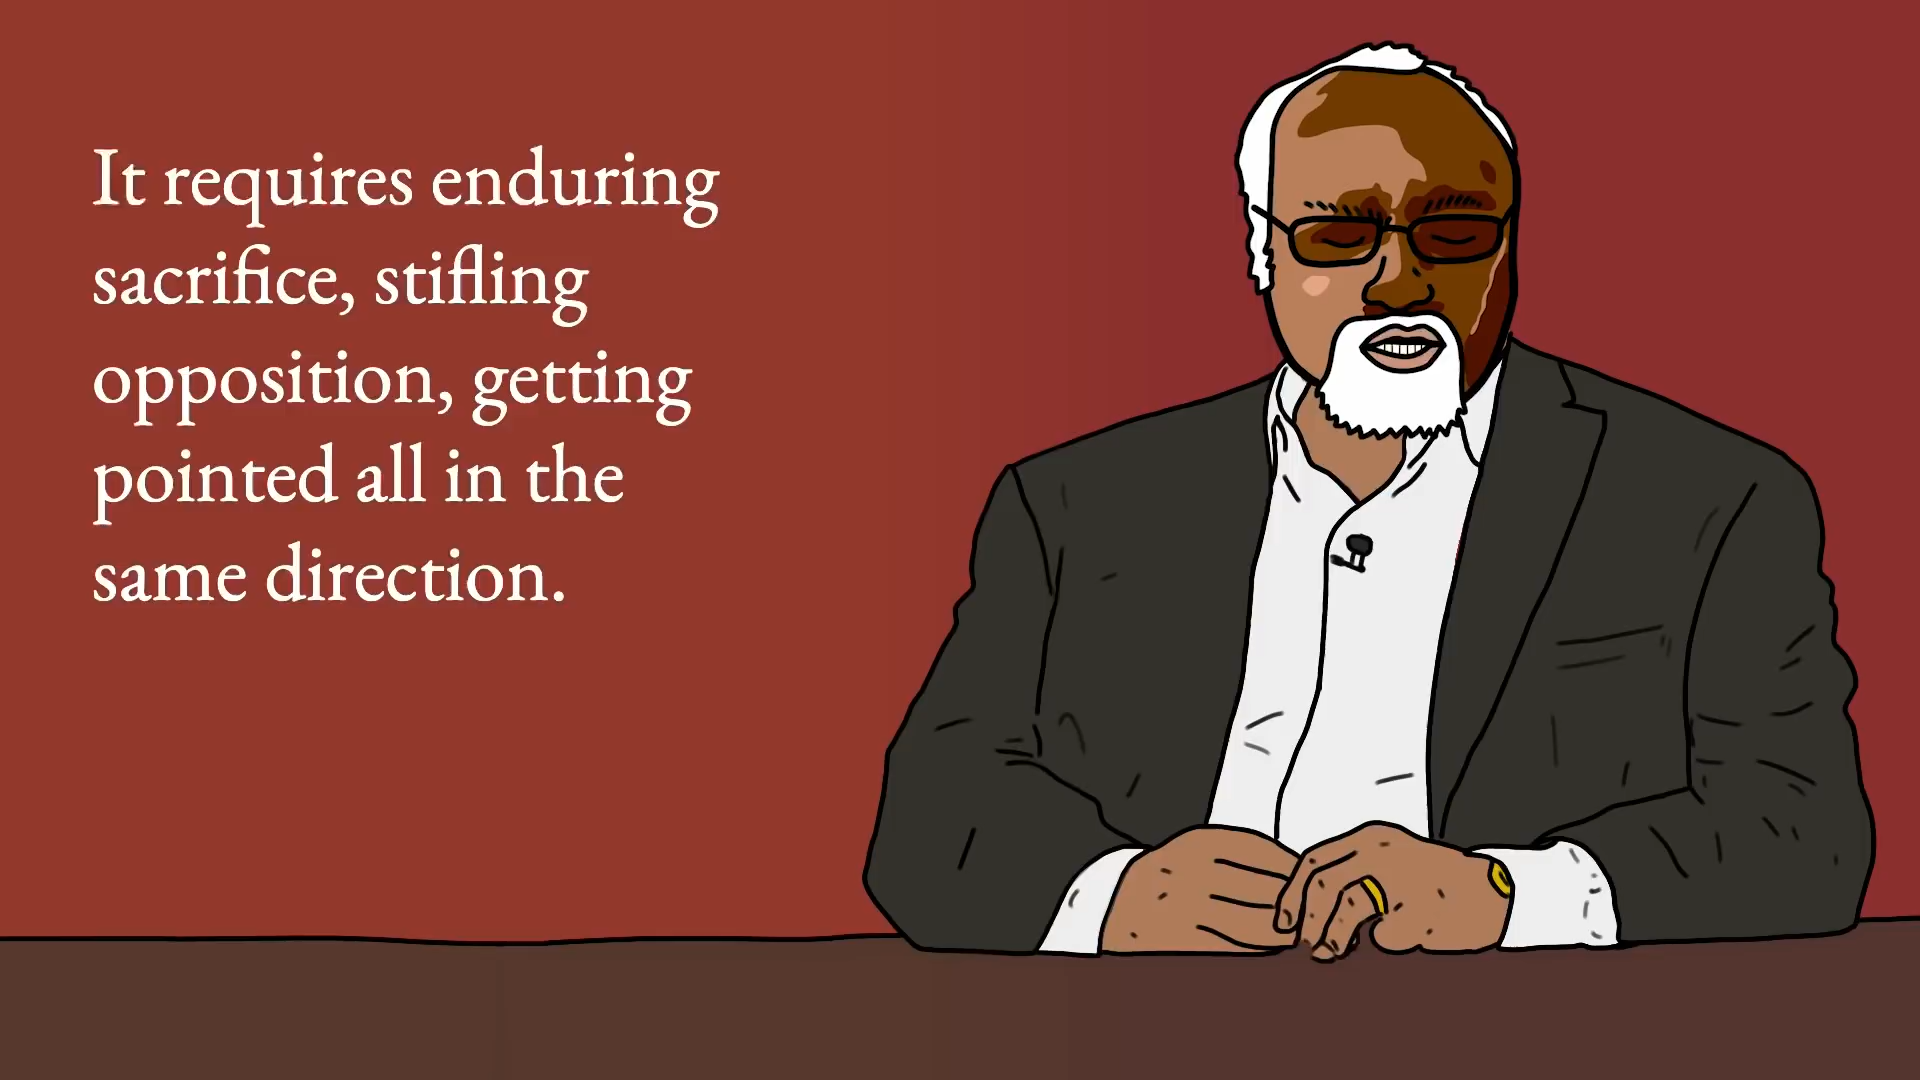 It requires enduring
sacrifice, stifling
opposition, getting
pointed all in the
same direction.